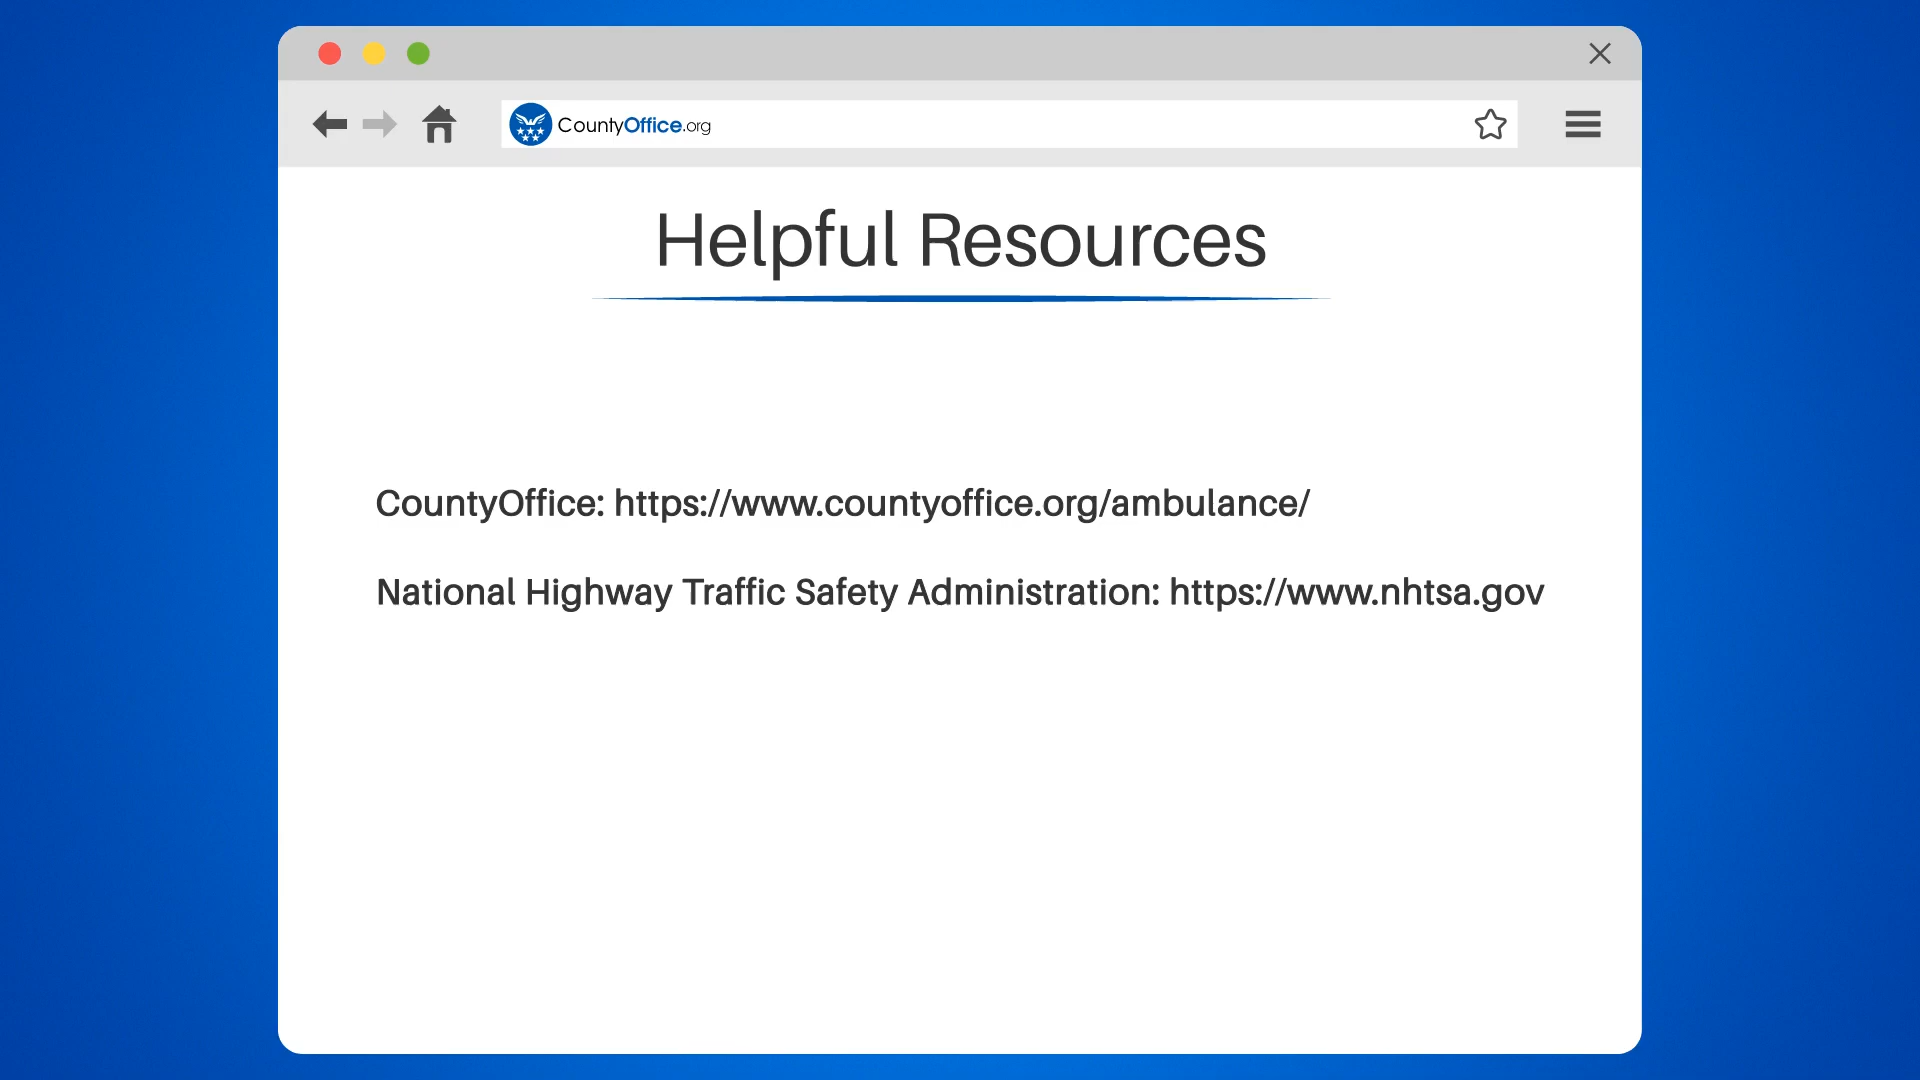 CountyOffice.org
Helpful Resources
CountyOffice: https://www.countyoffice.org/ambulance/
National Highway Traffic Safety Administration: https://www.nhtsa.gov